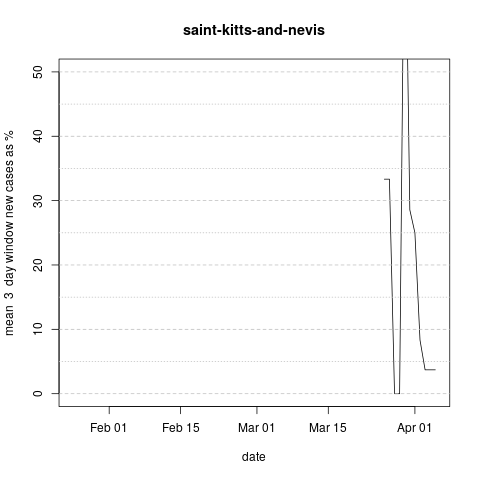 saint-kitts-and-nevis
mean  3  day window new cases as %
50
40
30
20
10
0
Feb 01 Feb 15 Mar 01 Mar 15 Apr 01
date